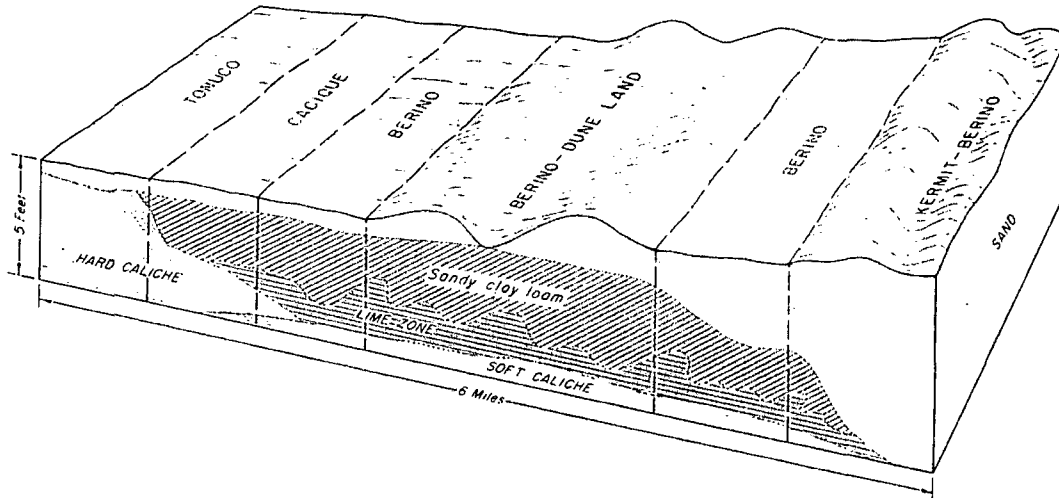 TONUCO
CACIQUE
BERINO
BERINO-DUNE LAND
BERINO
KERMIT-BERINO
SAND
5 Feet
HARD CALICHE
Sandy clay loam
LIME-ZONE
SOFT CALICHE
6 Miles